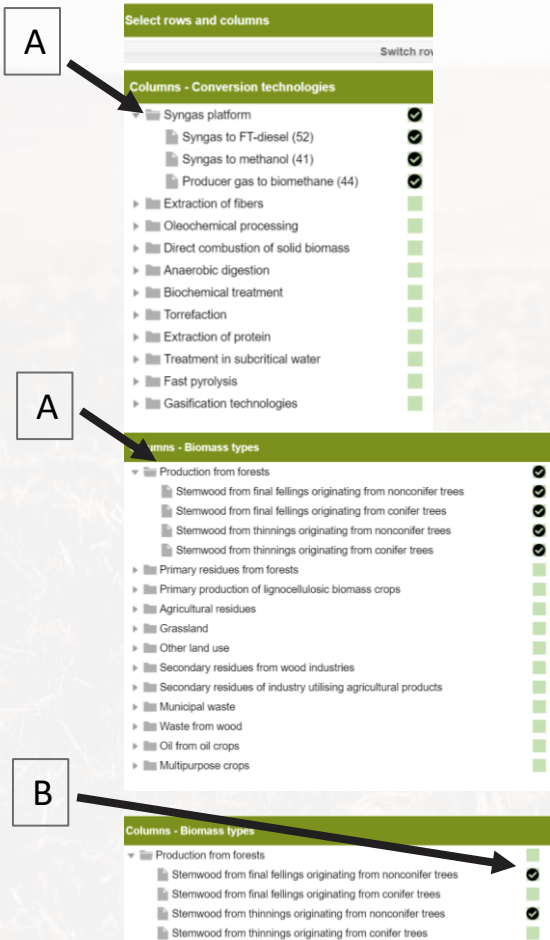 Select rows and columns
A
Switch
Columns - Conversion technologies
Syngas platform
Syngas to FT-diesel (52)
Syngas to methanol (41)
Producer gas to biomethane (44)
Extraction of fibers
Oleochemical processing
Direct combustion of solid biomass
Anaerobic digestion
Biochemical treatment
Torrefaction
Extraction of protein
Treatment in subcritical water
Fast pyrolysis
Gasification technologies
A
- Biomass types
Production from forests
Stemwood from final fellings originating from nonconifer trees
Stemwood from final fellings originating from conifer trees
Stemwood from thinnings originating from nonconifer trees
Stemwood from thinnings originating from conifer trees
Primary residues from forests
Primary production of lignocellulosic biomass crops
Agricultural residues
Grassland
Other land use
Secondary residues from wood industries
Secondary residues of industry utilising agricultural products
Municipal waste
Waste from wood
Oil from oil crops
Multipurpose crops
B
Columns - Biomass types
Production from forests
Stemwood from final fellings originating from nonconifer trees
Stemwood from final fellings originating from conifer trees
Stemwood from thinnings originating from nonconifer trees
Stemwood from thinnings originating from conifer trees